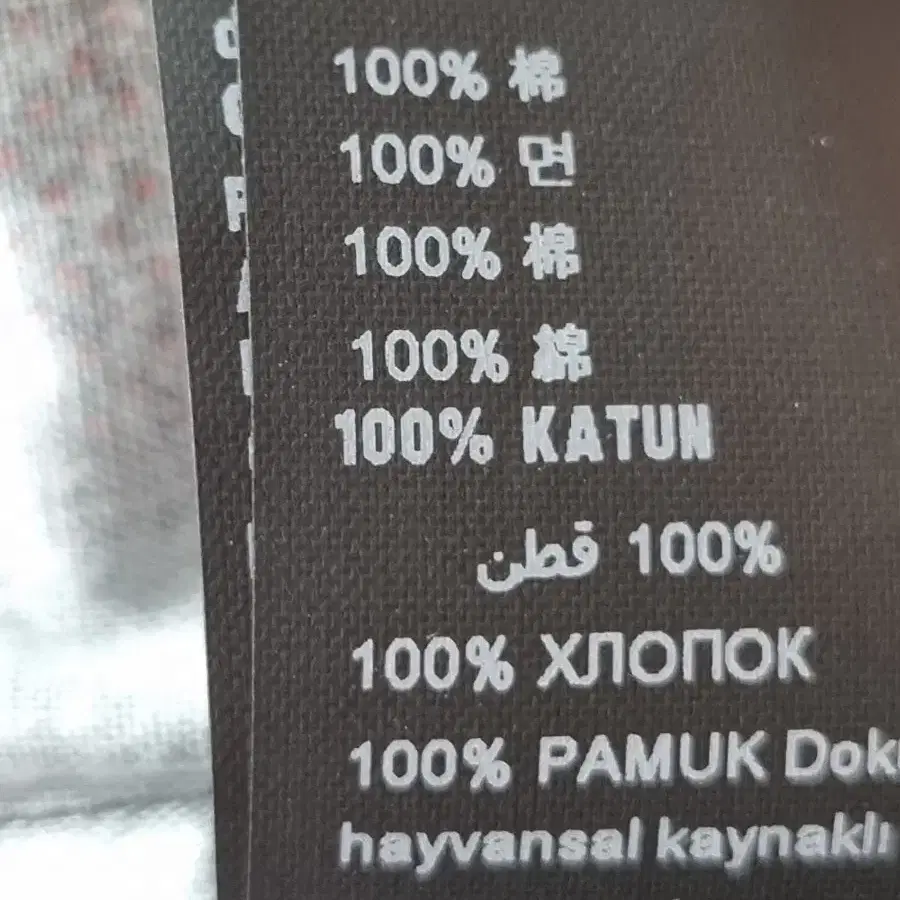 100% 棉
100% 면
100% 棉
100% 綿
100% KATUN
100% قطن
100% ХЛОПОК
100% PAMUK
hayvansal kaynaklı